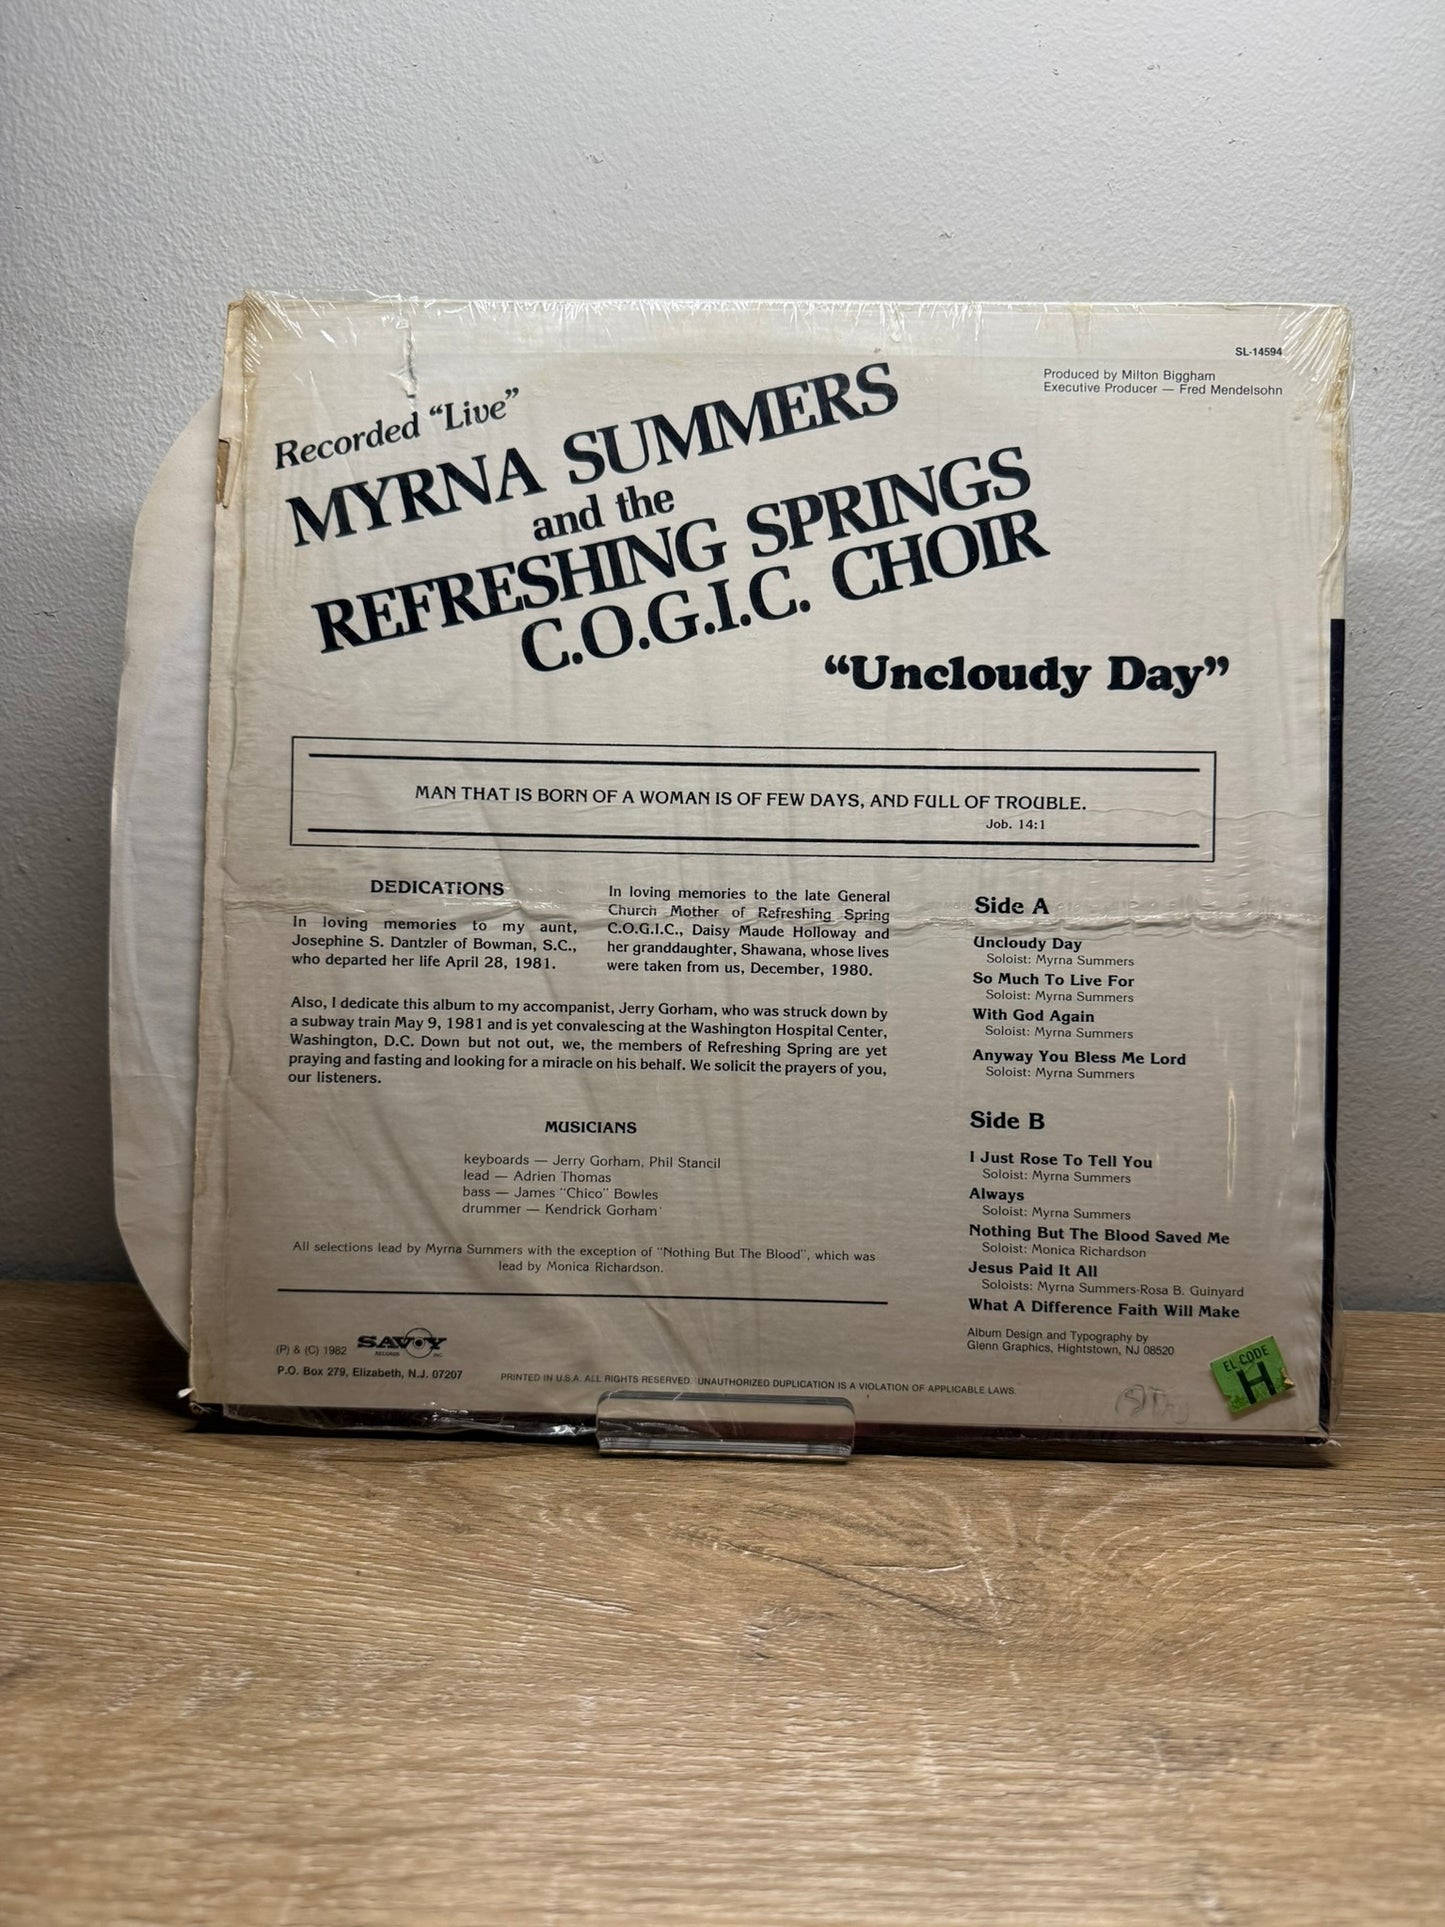 SL-14594
Produced by Milton Biggham
Executive Producer — Fred Mendelsohn
Recorded “Live”
MYRNA SUMMERS
and the
REFRESHING SPRINGS
C.O.G.I.C. CHOIR
“Uncloudy Day”
MAN THAT IS BORN OF A WOMAN IS OF FEW DAYS, AND FULL OF TROUBLE.
Job. 14:1
DEDICATIONS
In loving memories to my aunt,
Josephine S. Dantzler of Bowman, S.C.,
who departed her life April 28, 1981.
In loving memories to the late General
Church Mother of Refreshing Spring
C.O.G.I.C., Daisy Maude Holloway and
her granddaughter, Shawana, whose lives
were taken from us, December, 1980.
Also, I dedicate this album to my accompanist, Jerry Gorham, who was struck down by
a subway train May 9, 1981 and is yet convalescing at the Washington Hospital Center,
Washington, D.C. Down but not out, we, the members of Refreshing Spring are yet
praying and fasting and looking for a miracle on his behalf. We solicit the prayers of you,
our listeners.
MUSICIANS
keyboards — Jerry Gorham, Phil Stancil
lead — Adrien Thomas
bass — James “Chico” Bowles
drummer — Kendrick Gorham
All selections lead by Myrna Summers with the exception of “Nothing But The Blood”, which was
lead by Monica Richardson.
(P) & (C) 1982 SAVOY
RECORDS INC.
P.O. Box 279, Elizabeth, N.J. 07207
PRINTED IN U.S.A. ALL RIGHTS RESERVED. UNAUTHORIZED DUPLICATION IS A VIOLATION OF APPLICABLE LAWS.
Side A
Uncloudy Day
Soloist: Myrna Summers
So Much To Live For
Soloist: Myrna Summers
With God Again
Soloist: Myrna Summers
Anyway You Bless Me Lord
Soloist: Myrna Summers
Side B
I Just Rose To Tell You
Soloist: Myrna Summers
Always
Soloist: Myrna Summers
Nothing But The Blood Saved Me
Soloist: Monica Richardson
Jesus Paid It All
Soloists: Myrna Summers-Rosa B. Guinyard
What A Difference Faith Will Make
Album Design and Typography by
Glenn Graphics, Hightstown, NJ 08520
EL CODE
H